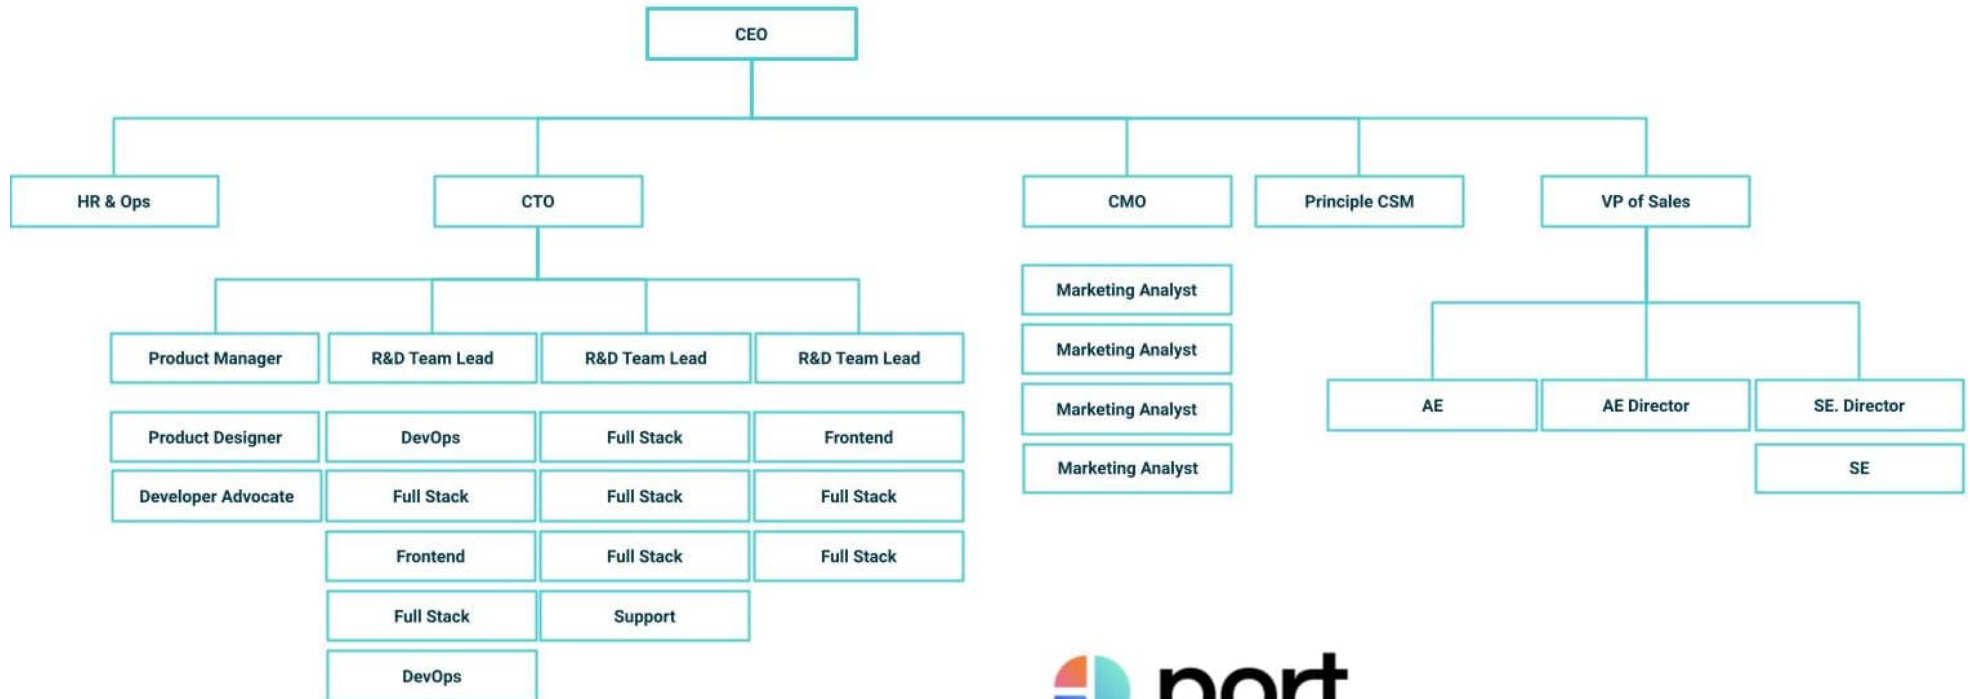 CEO
HR & Ops
CTO
CMO
Principle CSM
VP of Sales
Product Manager
R&D Team Lead
R&D Team Lead
R&D Team Lead
Product Designer
DevOps
Full Stack
Frontend
Developer Advocate
Full Stack
Full Stack
Full Stack
Frontend
Full Stack
Full Stack
Full Stack
Support
DevOps
Marketing Analyst
Marketing Analyst
Marketing Analyst
Marketing Analyst
AE
AE Director
SE. Director
SE
port